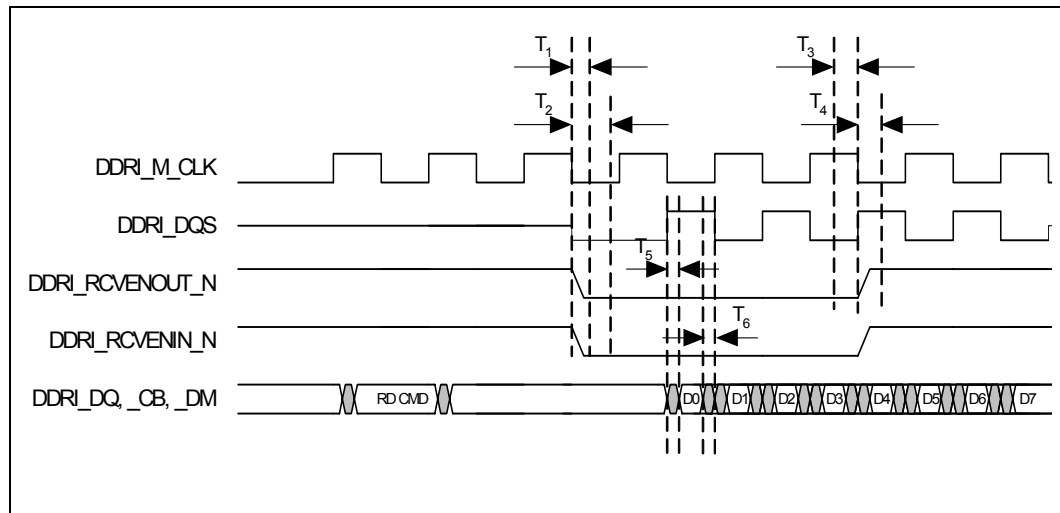 T1
T3
T2
T4
DDRI_M_CLK
DDRI_DQS
T5
DDRI_RCVENOUT_N
T6
DDRI_RCVENIN_N
DDRI_DQ, _CB, _DM RD CMD D0 D1 D2 D3 D4 D5 D6 D7